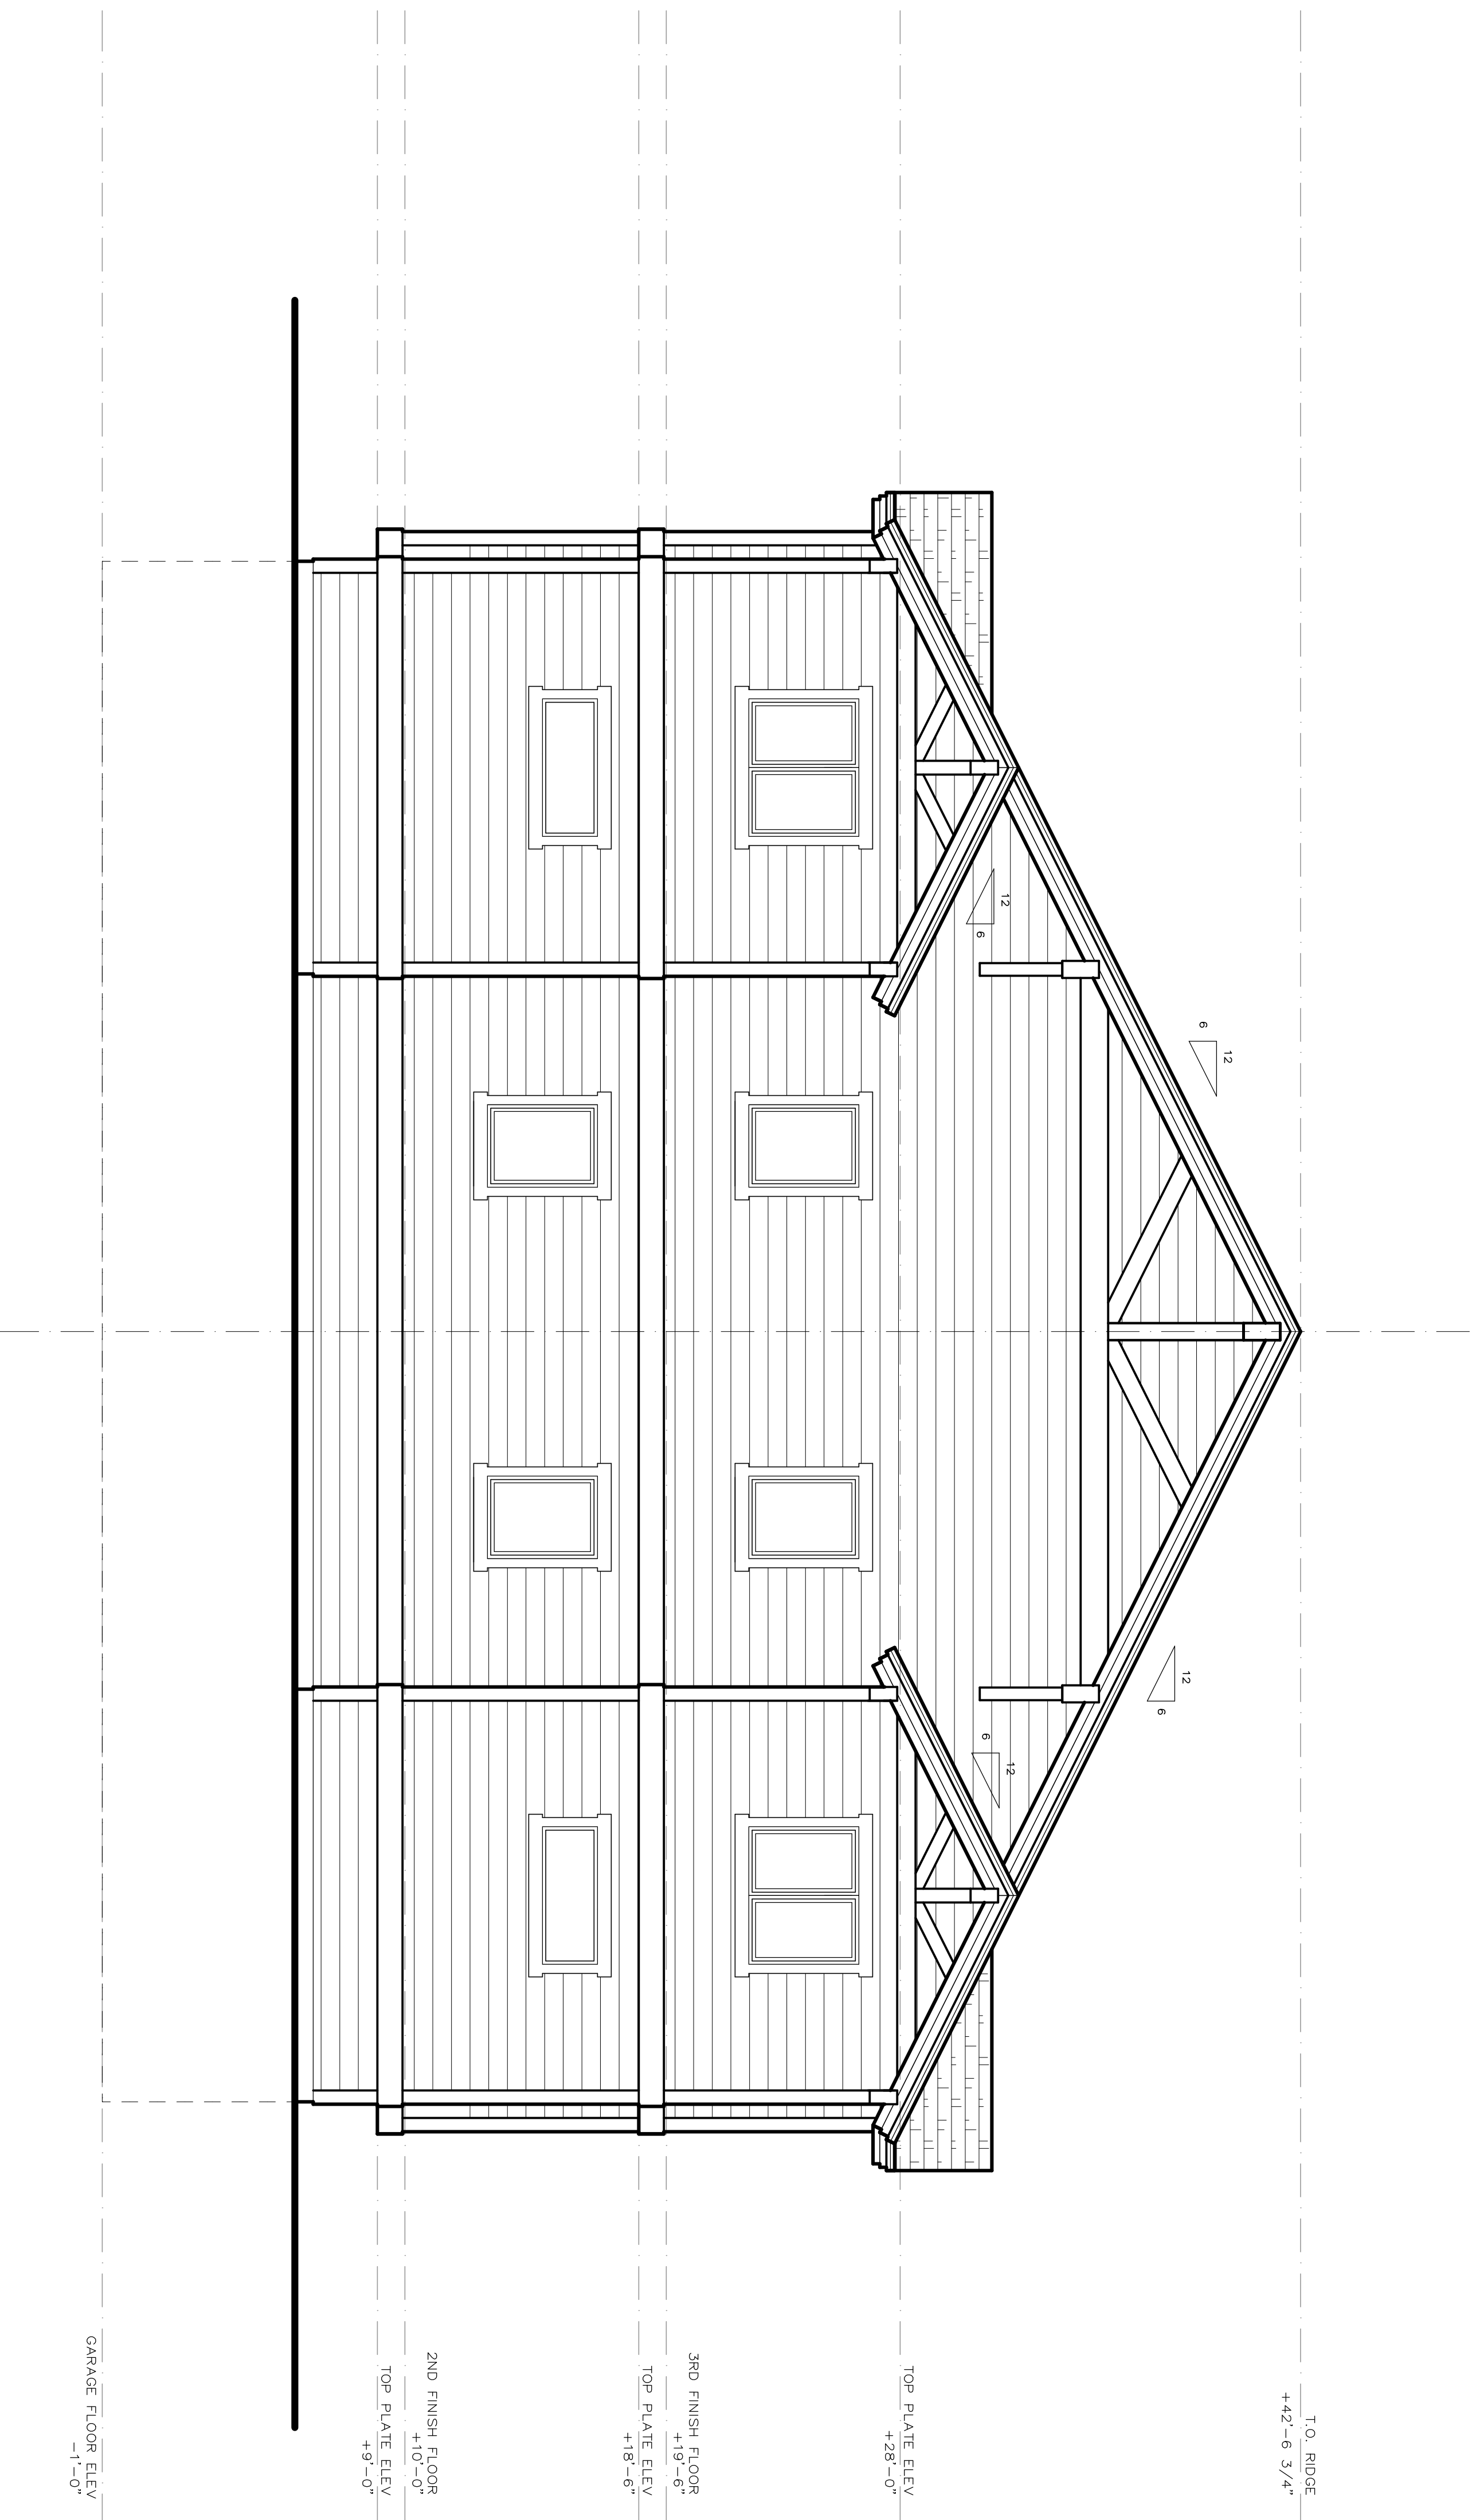 T.O. RIDGE
+42'-6 3/4"
12
6
12
6
12
6
12
6
TOP PLATE ELEV
+28'-0"
3RD FINISH FLOOR
+19'-6"
TOP PLATE ELEV
+18'-6"
2ND FINISH FLOOR
+10'-0"
TOP PLATE ELEV
+9'-0"
GARAGE FLOOR ELEV
-1'-0"